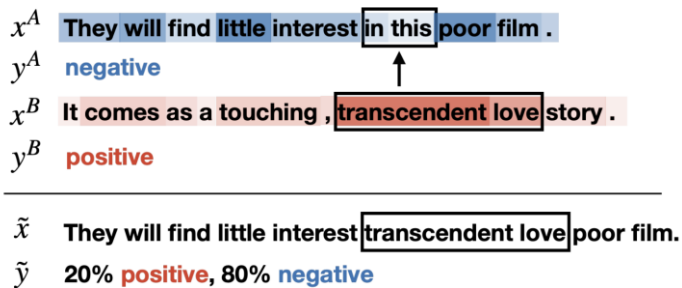 x^A They will find little interest in this poor film .
y^A negative
x^B It comes as a touching , transcendent love story .
y^B positive
x̃ They will find little interest transcendent love poor film.
ỹ 20% positive, 80% negative